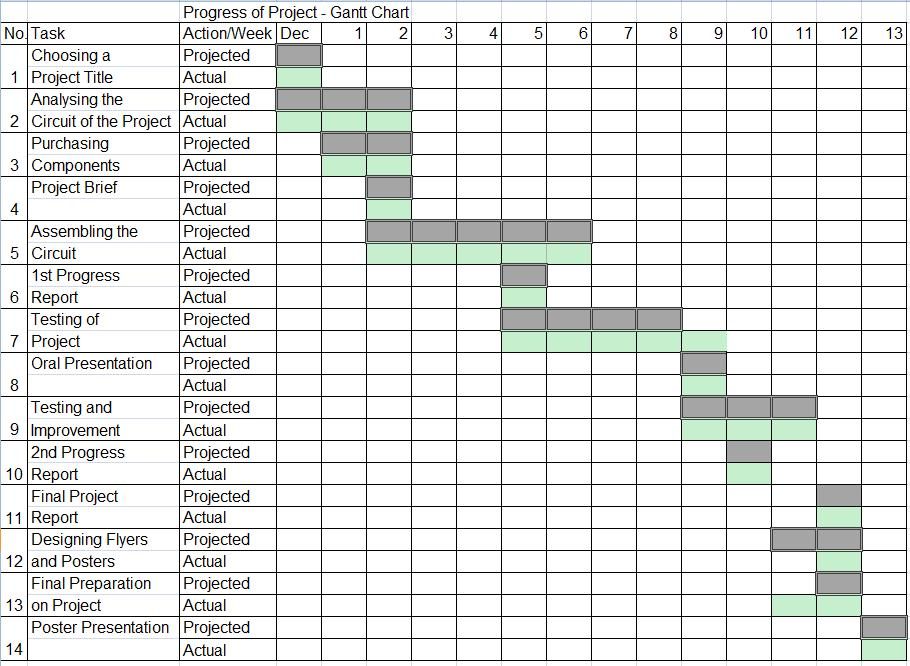 Progress of Project - Gantt Chart
No. Task Action/Week Dec 1 2 3 4 5 6 7 8 9 10 11 12 13
Choosing a Projected
1 Project Title Actual
Analysing the Projected
2 Circuit of the Project Actual
Purchasing Projected
3 Components Actual
Project Brief Projected
4 Actual
Assembling the Projected
5 Circuit Actual
1st Progress Projected
6 Report Actual
Testing of Projected
7 Project Actual
Oral Presentation Projected
8 Actual
Testing and Projected
9 Improvement Actual
2nd Progress Projected
10 Report Actual
Final Project Projected
11 Report Actual
Designing Flyers Projected
12 and Posters Actual
Final Preparation Projected
13 on Project Actual
Poster Presentation Projected
14 Actual